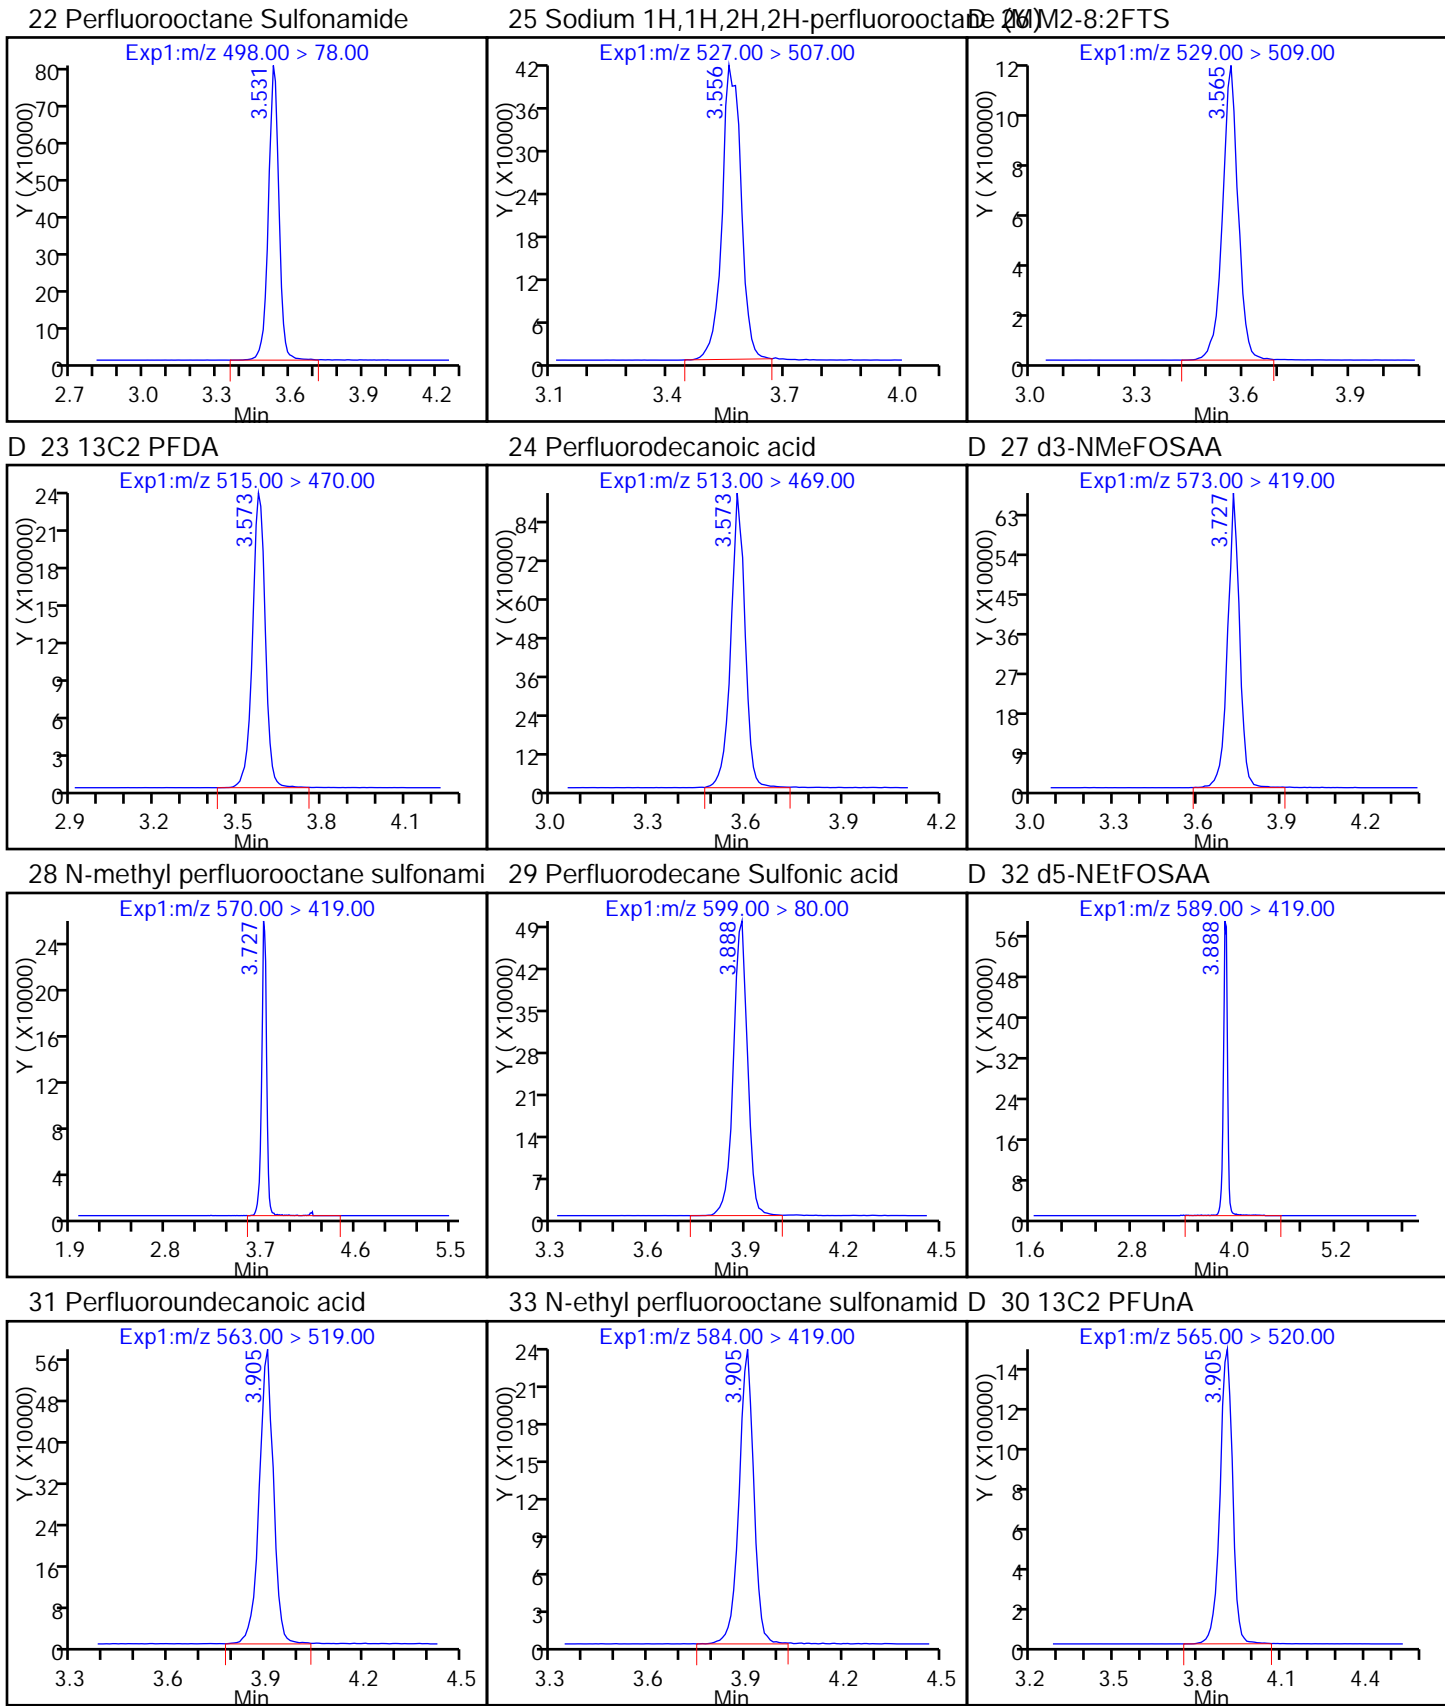 22 Perfluorooctane Sulfonamide
Exp1:m/z 498.00 > 78.00
3.531
Y ( X10000)
80
70
60
50
40
30
20
10
0
2.7 3.0 3.3 3.6 3.9 4.2
Min
25 Sodium 1H,1H,2H,2H-perfluorooctane (M)
Exp1:m/z 527.00 > 507.00
3.556
Y ( X10000)
42
36
30
24
18
12
6
0
3.1 3.4 3.7 4.0
Min
D 26 M2-8:2FTS
Exp1:m/z 529.00 > 509.00
3.565
Y ( X100000)
12
10
8
6
4
2
0
3.0 3.3 3.6 3.9
Min
D 23 13C2 PFDA
Exp1:m/z 515.00 > 470.00
3.573
Y ( X100000)
24
21
18
15
12
9
6
3
0
2.9 3.2 3.5 3.8 4.1
Min
24 Perfluorodecanoic acid
Exp1:m/z 513.00 > 469.00
3.573
Y ( X10000)
84
72
60
48
36
24
12
0
3.0 3.3 3.6 3.9 4.2
Min
D 27 d3-NMeFOSAA
Exp1:m/z 573.00 > 419.00
3.727
Y ( X10000)
63
54
45
36
27
18
9
0
3.0 3.3 3.6 3.9 4.2
Min
28 N-methyl perfluorooctane sulfonami
Exp1:m/z 570.00 > 419.00
3.727
Y ( X10000)
24
20
16
12
8
4
0
1.9 2.8 3.7 4.6 5.5
Min
29 Perfluorodecane Sulfonic acid
Exp1:m/z 599.00 > 80.00
3.888
Y ( X10000)
49
42
35
28
21
14
7
0
3.3 3.6 3.9 4.2 4.5
Min
D 32 d5-NEtFOSAA
Exp1:m/z 589.00 > 419.00
3.888
Y ( X10000)
56
48
40
32
24
16
8
0
1.6 2.8 4.0 5.2
Min
31 Perfluoroundecanoic acid
Exp1:m/z 563.00 > 519.00
3.905
Y ( X10000)
56
48
40
32
24
16
8
0
3.3 3.6 3.9 4.2 4.5
Min
33 N-ethyl perfluorooctane sulfonamid
Exp1:m/z 584.00 > 419.00
3.905
Y ( X10000)
24
21
18
15
12
9
6
3
0
3.3 3.6 3.9 4.2 4.5
Min
D 30 13C2 PFUnA
Exp1:m/z 565.00 > 520.00
3.905
Y ( X100000)
14
12
10
8
6
4
2
0
3.2 3.5 3.8 4.1 4.4
Min